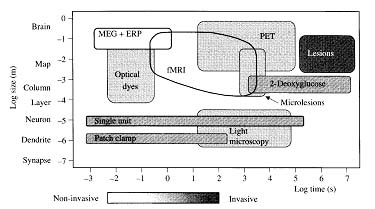 Brain
Map
Column
Layer
Neuron
Dendrite
Synapse
Log size (m)
0
−1
−2
−3
−4
−5
−6
−7
MEG + ERP
fMRI
PET
Lesions
Optical
dyes
2-Deoxyglucose
Microlesions
Single unit
Patch clamp
Light
microscopy
−3 −2 −1 0 1 2 3 4 5 6 7
Log time (s)
Non-invasive
Invasive